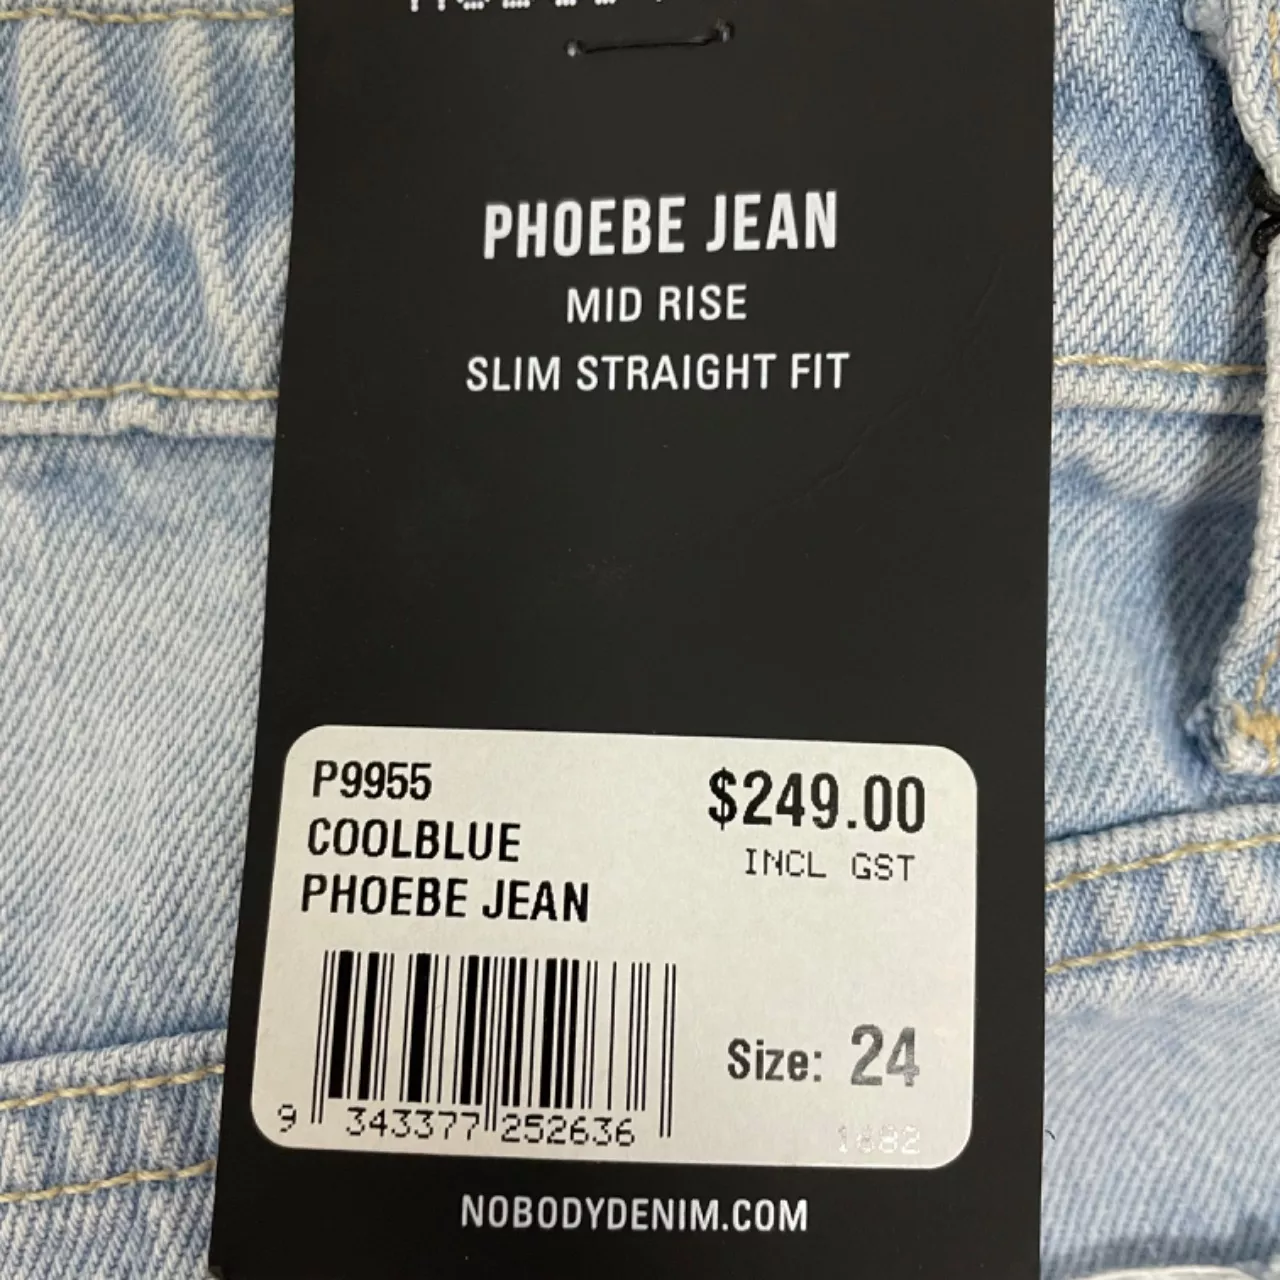 PHOEBE JEAN
MID RISE
SLIM STRAIGHT FIT
P9955
$249.00
COOLBLUE
INCL GST
PHOEBE JEAN
Size: 24
9 343377 252636
NOBODYDENIM.COM